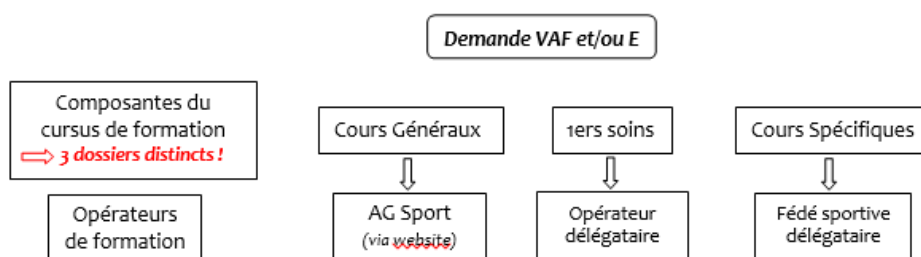 Demande VAF et/ou E
Composantes du
cursus de formation
3 dossiers distincts !
Cours Généraux
1ers soins
Cours Spécifiques
Opérateurs
de formation
AG Sport
(via website)
Opérateur
délégataire
Fédé sportive
délégataire